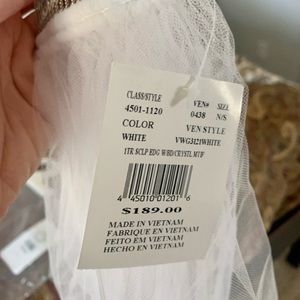 CLASS/STYLE VEN# SIZE
4501-1120 0438 N/S
COLOR VEN STYLE
WHITE VWG3121WHITE
1TR SCLP EDG W/BD/CRYSTL MTF
4 45010 01201 6
$189.00
MADE IN VIETNAM
FABRIQUE EN VIETNAM
FEITO EM VIETNAM
HECHO EN VIETNAM